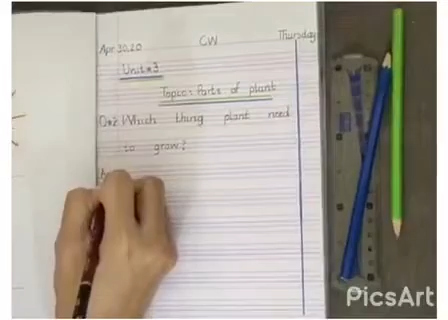 Apr 30,20 CW Thursday
Unit#3
Topic: Parts of plant
Q#2: Which thing plant need
to grow?
PicsArt